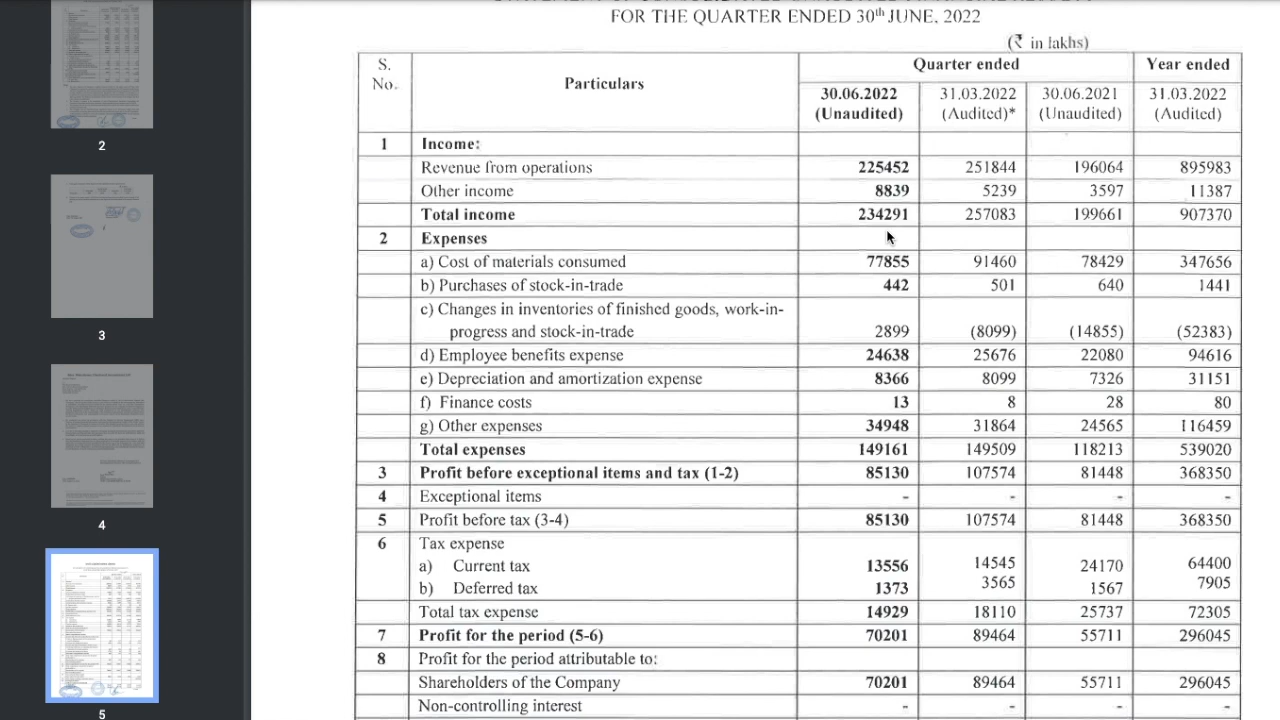 FOR THE QUARTER ENDED 30th JUNE, 2022
(₹ in lakhs)
S. No. Particulars Quarter ended Year ended
30.06.2022 (Unaudited) 31.03.2022 (Audited)* 30.06.2021 (Unaudited) 31.03.2022 (Audited)
1 Income:
Revenue from operations 225452 251844 196064 895983
Other income 8839 5239 3597 11387
Total income 234291 257083 199661 907370
2 Expenses
a) Cost of materials consumed 77855 91460 78429 347656
b) Purchases of stock-in-trade 442 501 640 1441
c) Changes in inventories of finished goods, work-in-
progress and stock-in-trade 2899 (8099) (14855) (52383)
d) Employee benefits expense 24638 25676 22080 94616
e) Depreciation and amortization expense 8366 8099 7326 31151
f) Finance costs 13 8 28 80
g) Other expenses 34948 31864 24565 116459
Total expenses 149161 149509 118213 539020
3 Profit before exceptional items and tax (1-2) 85130 107574 81448 368350
4 Exceptional items - - - -
5 Profit before tax (3-4) 85130 107574 81448 368350
6 Tax expense
a) Current tax 13556 14545 24170 64400
b) Deferred tax 1373 3565 1567 7905
Total tax expense 14929 18110 25737 72305
7 Profit for the period (5-6) 70201 89464 55711 296045
8 Profit for the period attributable to:
Shareholders of the Company 70201 89464 55711 296045
Non-controlling interest - - - -
2
3
4
5